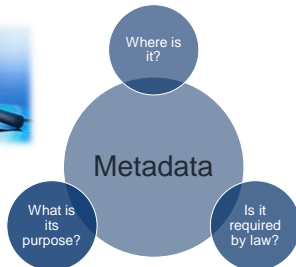 Where is
it?
Metadata
What is
its
purpose?
Is it
required
by law?